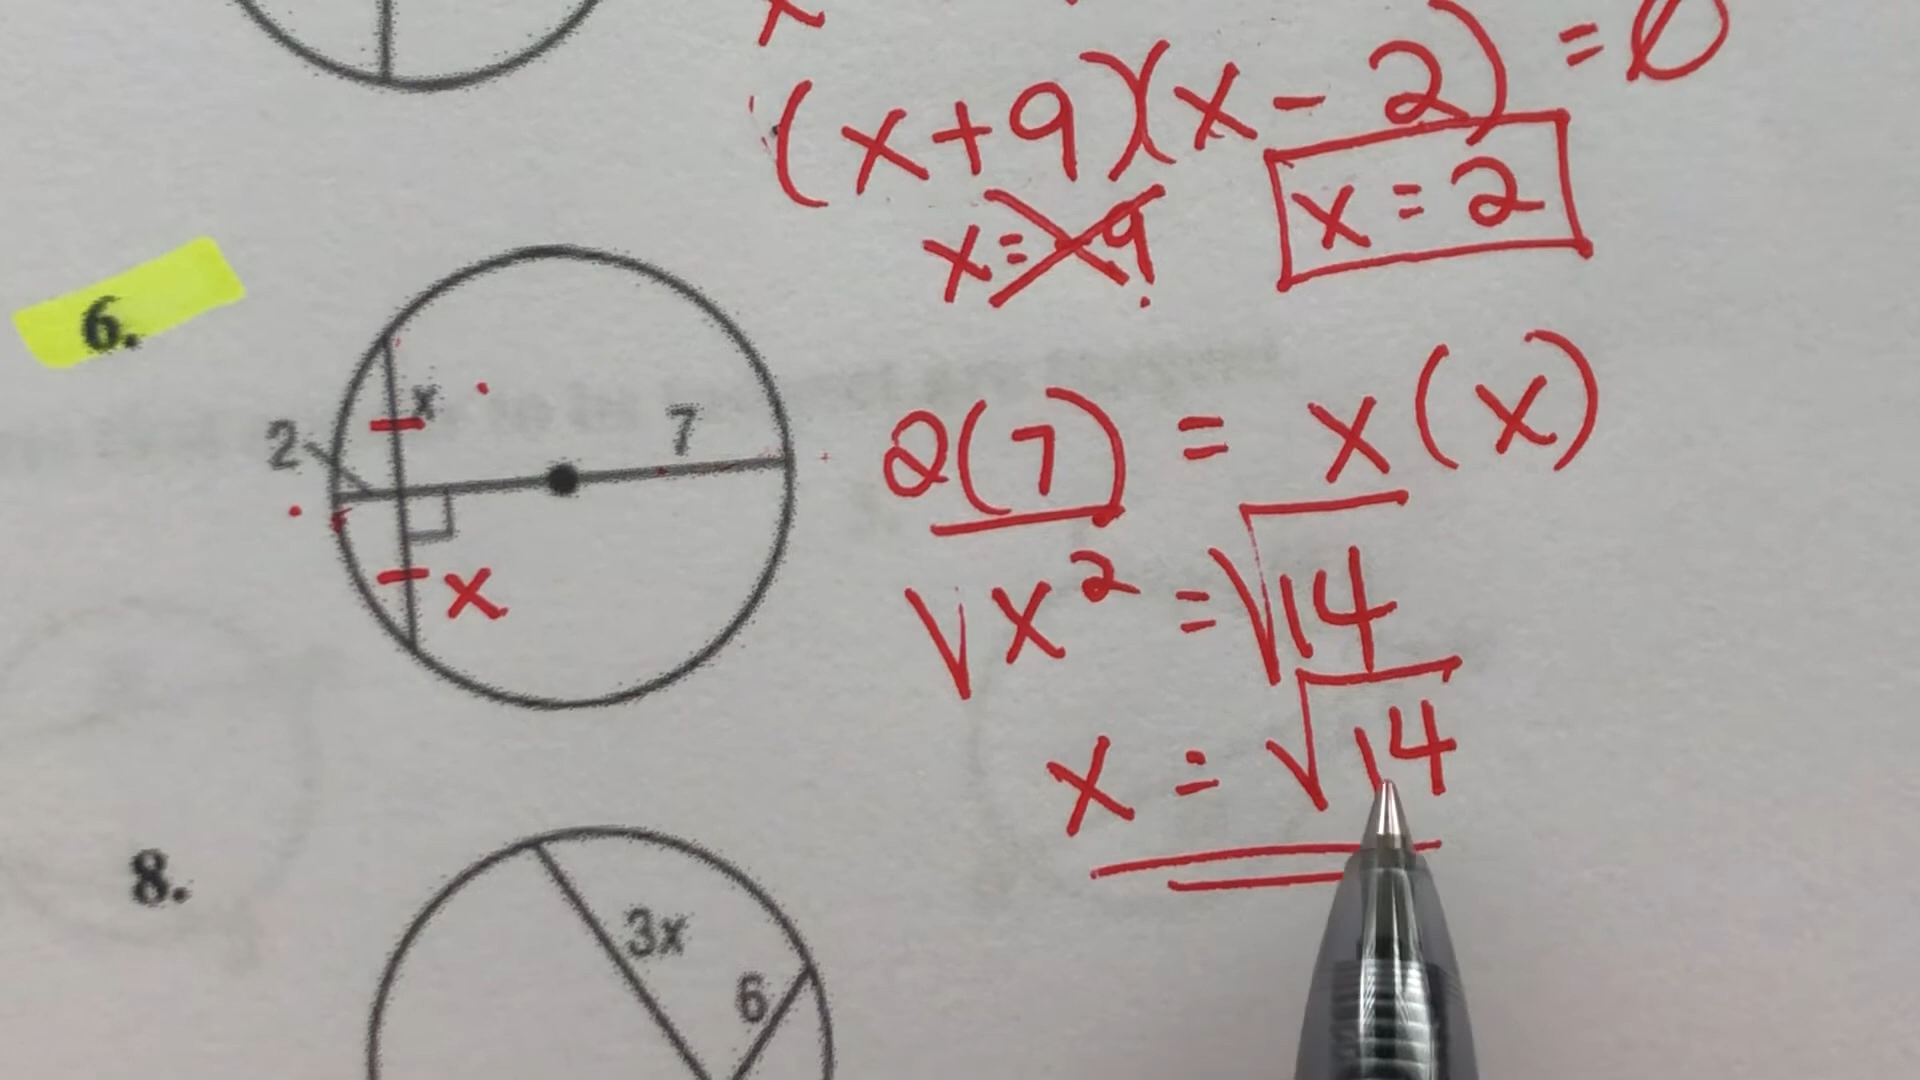 x
(x+9)(x-2) = 0
x=-9 x=2
6.
x
2 7
x
2(7) = x(x)
√x² = √14
x = √14
8.
3x
6